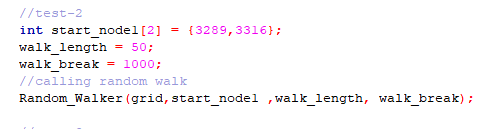 //test-2
int start_node1[2] = {3289,3316};
walk_length = 50;
walk_break = 1000;
//calling random walk
Random_Walker(grid,start_node1 ,walk_length, walk_break);